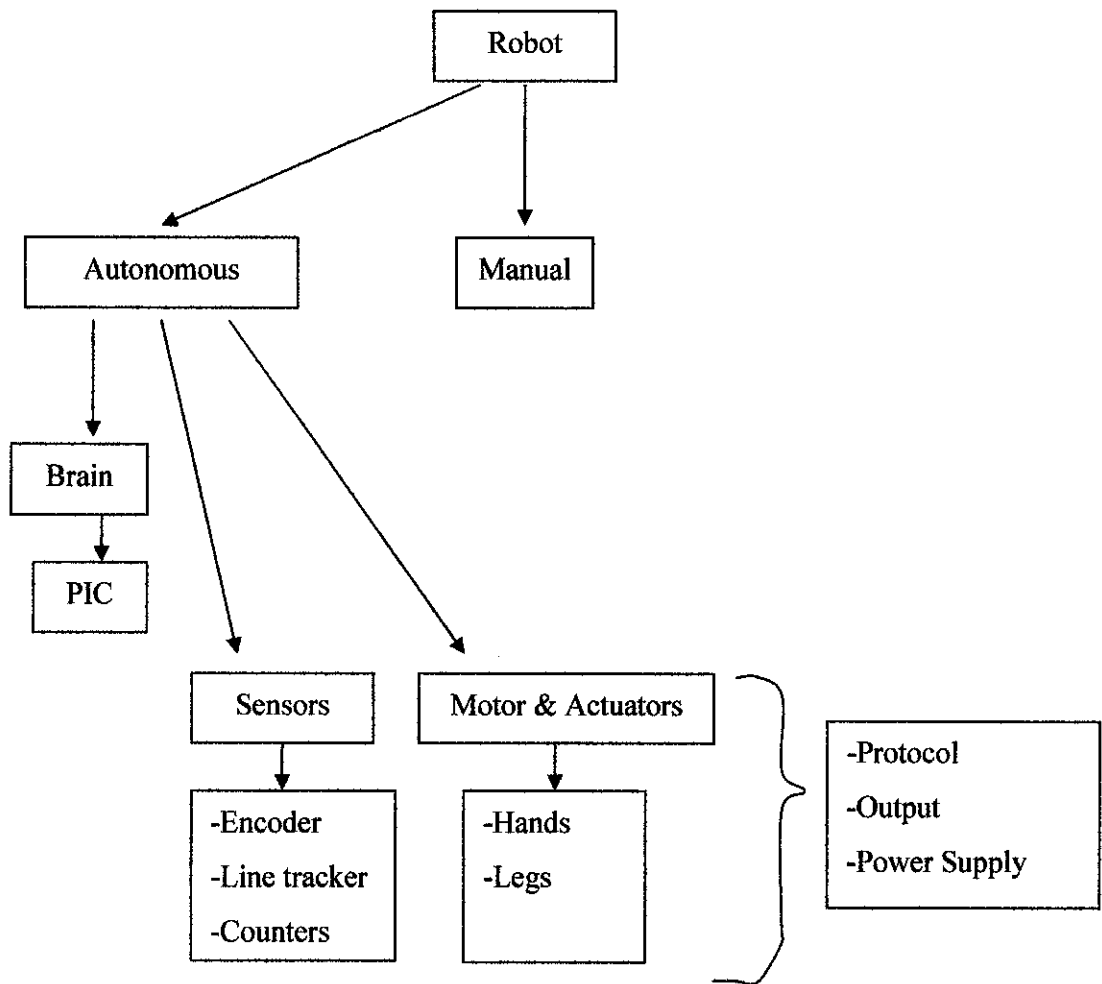 Robot
Autonomous
Manual
Brain
PIC
Sensors
Motor & Actuators
-Encoder
-Line tracker
-Counters
-Hands
-Legs
-Protocol
-Output
-Power Supply